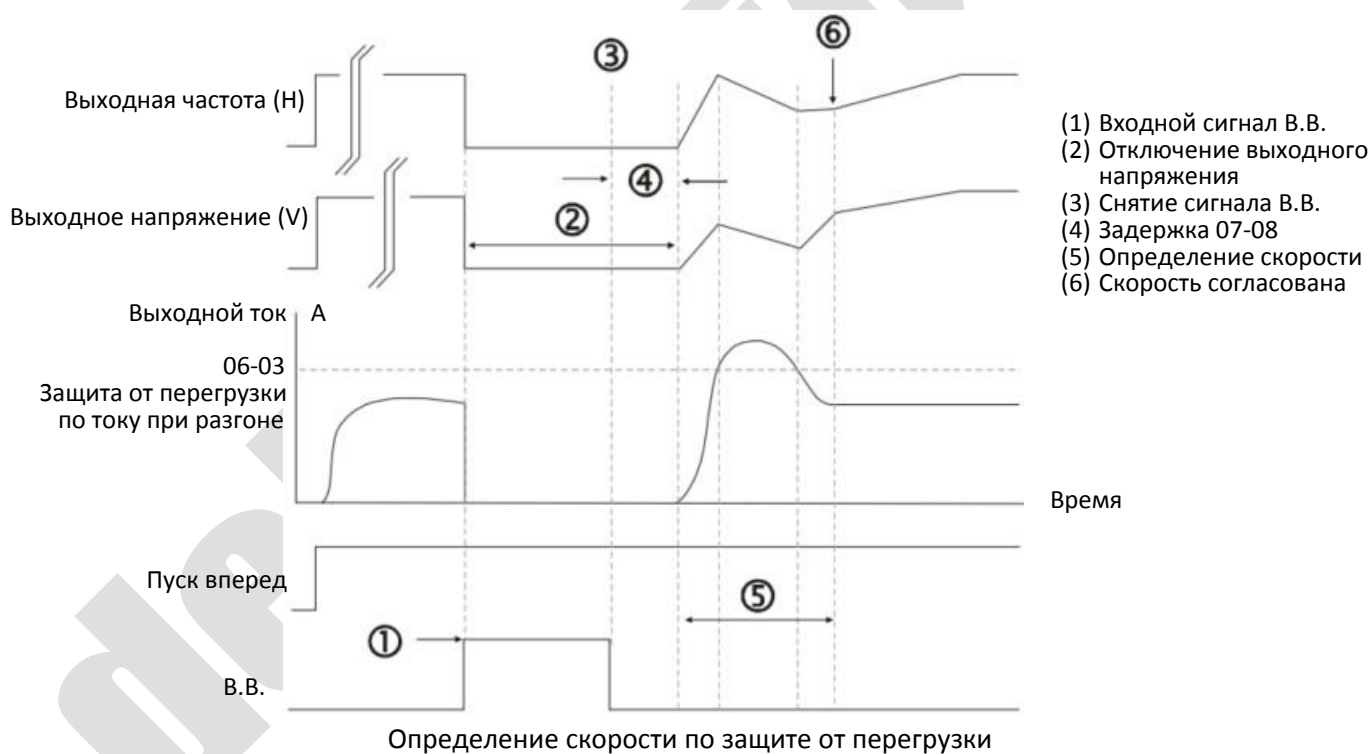 ③
⑥
Выходная частота (H)
④
②
Выходное напряжение (V)
(1) Входной сигнал В.В.
(2) Отключение выходного
напряжения
(3) Снятие сигнала В.В.
(4) Задержка 07-08
(5) Определение скорости
(6) Скорость согласована
Выходной ток A
06-03
Защита от перегрузки
по току при разгоне
Время
Пуск вперед
⑤
①
В.В.
Определение скорости по защите от перегрузки